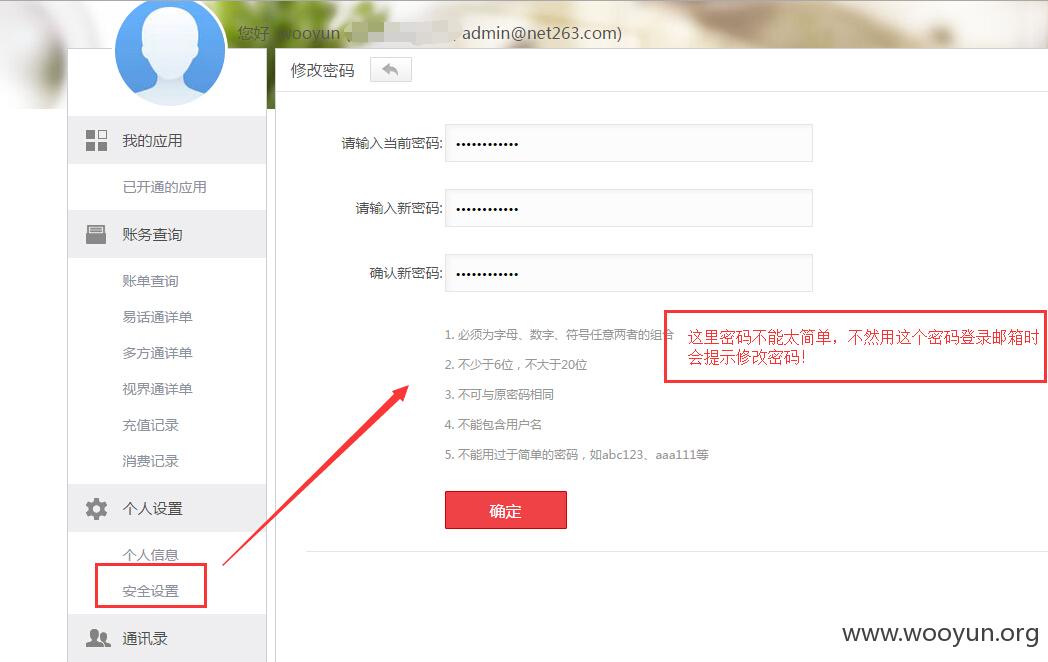 您好 wooyun ( admin@net263.com)
修改密码
我的应用
已开通的应用
账务查询
账单查询
易话通详单
多方通详单
视界通详单
充值记录
消费记录
个人设置
个人信息
安全设置
通讯录
请输入当前密码: ••••••••••••
请输入新密码: ••••••••••••
确认新密码: ••••••••••••
1. 必须为字母、数字、符号任意两者的组合
2. 不少于6位，不大于20位
3. 不可与原密码相同
4. 不能包含用户名
5. 不能用过于简单的密码，如abc123、aaa111等
这里密码不能太简单，不然用这个密码登录邮箱时
会提示修改密码！
确定
www.wooyun.org